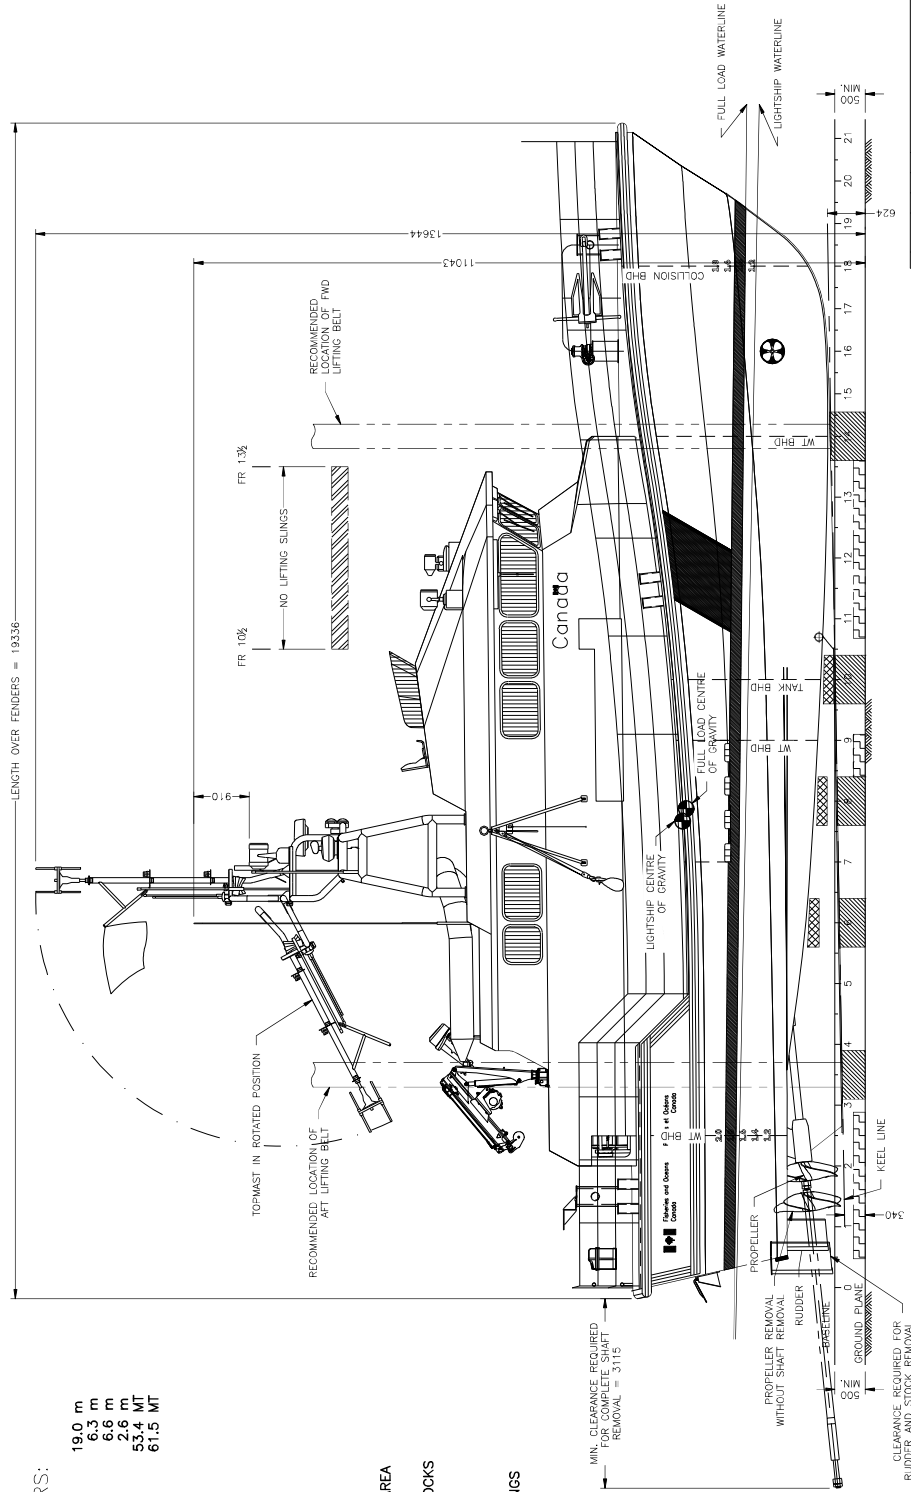 RS:
19.0 m
6.3 m
6.6 m
2.6 m
53.4 MT
61.5 MT
AREA
OCKS
NGS
LENGTH OVER FENDERS = 19336
13644
11043
910
TOPMAST IN ROTATED POSITION
RECOMMENDED LOCATION OF
AFT LIFTING BELT
FR 10½
NO LIFTING SLINGS
FR 13½
RECOMMENDED
LOCATION OF FWD
LIFTING BELT
Canada
Fisheries and Oceans
Canada
P
s et Océans
Canada
LIGHTSHIP CENTRE
OF GRAVITY
FULL LOAD CENTRE
OF GRAVITY
COLLISION BHD
WT BHD
TANK BHD
WT BHD
WT BHD
FULL LOAD WATERLINE
LIGHTSHIP WATERLINE
MIN. CLEARANCE REQUIRED
FOR COMPLETE SHAFT
REMOVAL = 3115
PROPELLER
PROPELLER REMOVAL
WITHOUT SHAFT REMOVAL
RUDDER
BASELINE
GROUND PLANE
KEEL LINE
340
624
500
MIN.
500
MIN.
0 1 2 3 4 5 6 7 8 9 10 11 12 13 14 15 16 17 18 19 20 21
CLEARANCE REQUIRED FOR
RUDDER AND STOCK REMOVAL